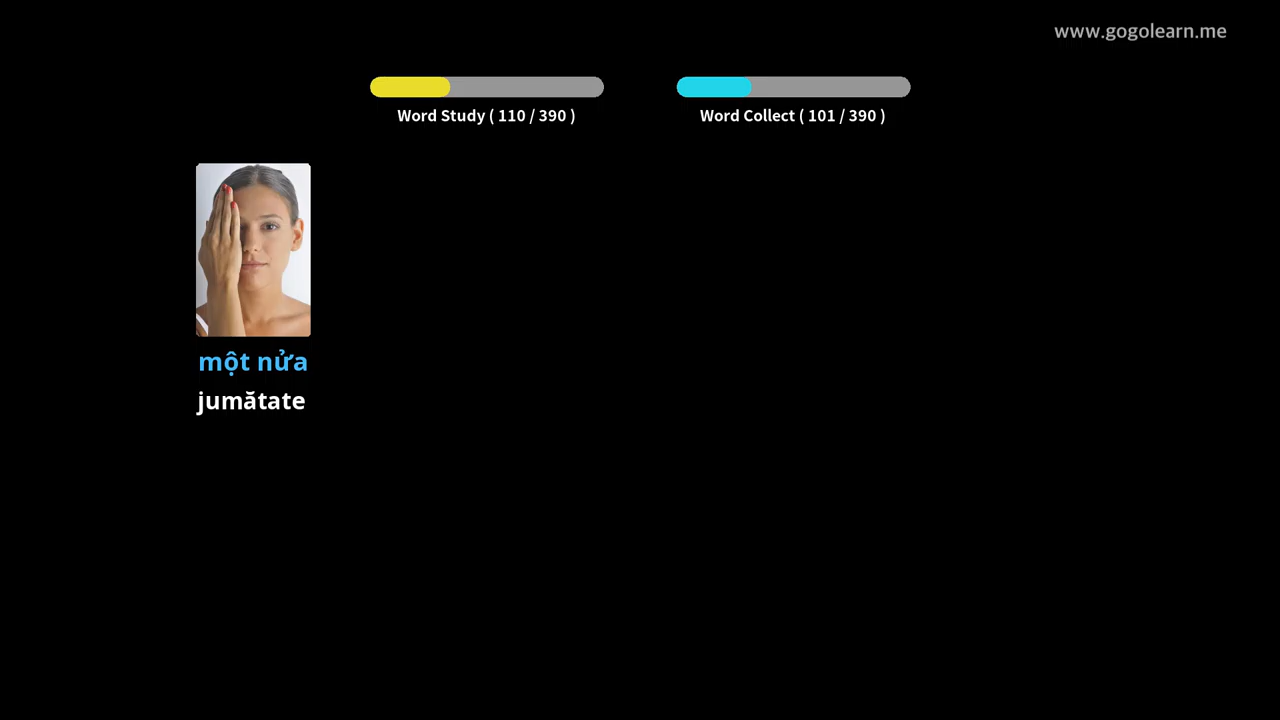 www.gogolearn.me
Word Study ( 110 / 390 )
Word Collect ( 101 / 390 )
một nửa
jumătate